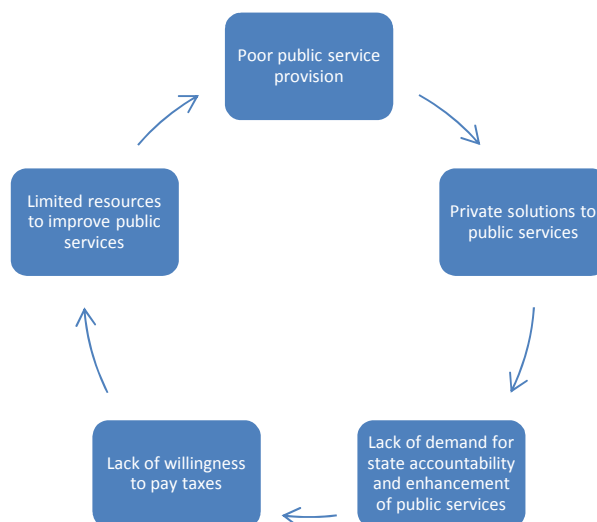 Poor public service
provision
Private solutions to
public services
Lack of demand for
state accountability
and enhancement
of public services
Lack of willingness
to pay taxes
Limited resources
to improve public
services